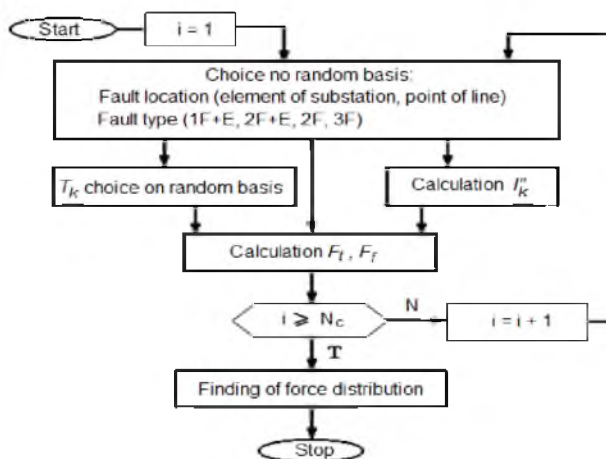 Start
i = 1
Choice no random basis:
Fault location (element of substation, point of line)
Fault type (1F+E, 2F+E, 2F, 3F)
T_k choice on random basis
Calculation I"_k
Calculation F_t , F_f
i ⩾ N_c
N
i = i + 1
T
Finding of force distribution
Stop